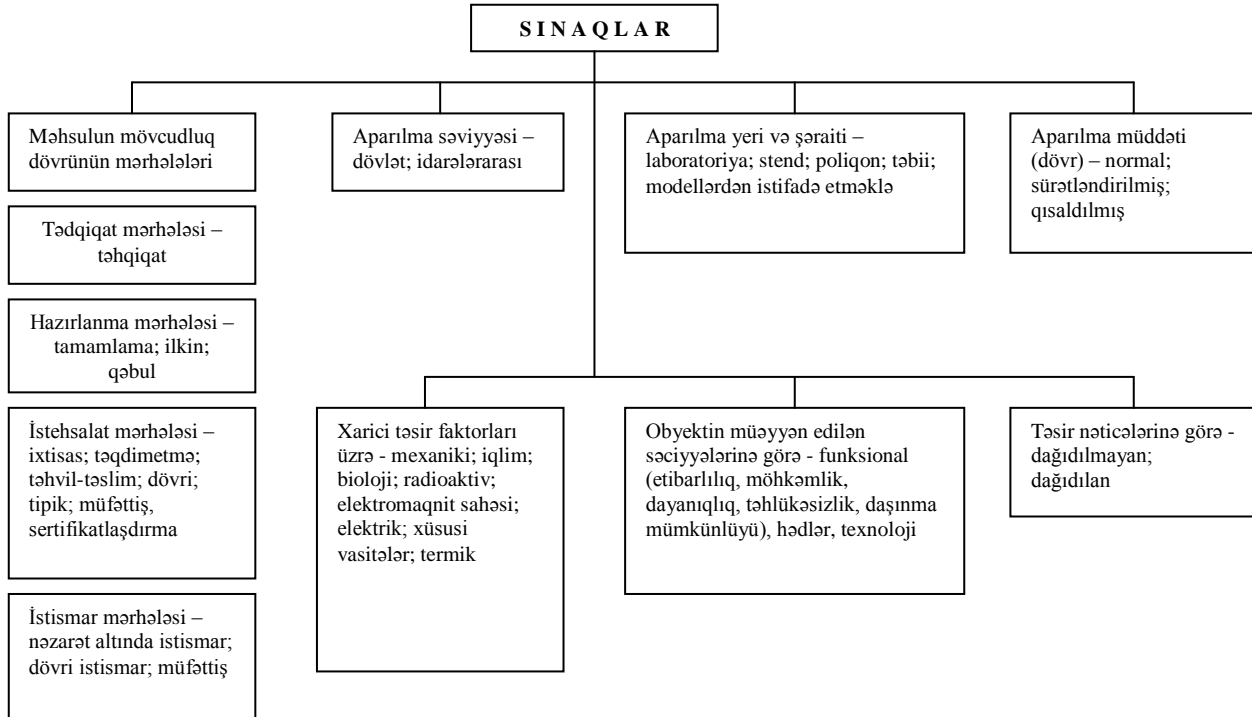 S I N A Q L A R
Məhsulun mövcudluq
dövrünün mərhələləri
Aparılma səviyyəsi –
dövlət; idarələrarası
Aparılma yeri və şəraiti –
laboratoriya; stend; poliqon; təbii;
modellərdən istifadə etməklə
Aparılma müddəti
(dövr) – normal;
sürətləndirilmiş;
qısaldılmış
Tədqiqat mərhələsi –
təhqiqat
Hazırlanma mərhələsi –
tamamlama; ilkin;
qəbul
İstehsalat mərhələsi –
ixtisas; təqdimetmə;
təhvil-təslim; dövri;
tipik; müfəttiş,
sertifikatlaşdırma
İstismar mərhələsi –
nəzarət altında istismar;
dövri istismar; müfəttiş
Xarici təsir faktorları
üzrə - mexaniki; iqlim;
bioloji; radioaktiv;
elektromaqnit sahəsi;
elektrik; xüsusi
vasitələr; termik
Obyektin müəyyən edilən
səciyyələrinə görə - funksional
(etibarlılıq, möhkəmlik,
dayanıqlıq, təhlükəsizlik, daşınma
mümkünlüyü), hədlər, texnoloji
Təsir nəticələrinə görə -
dağıdılmayan;
dağıdılan